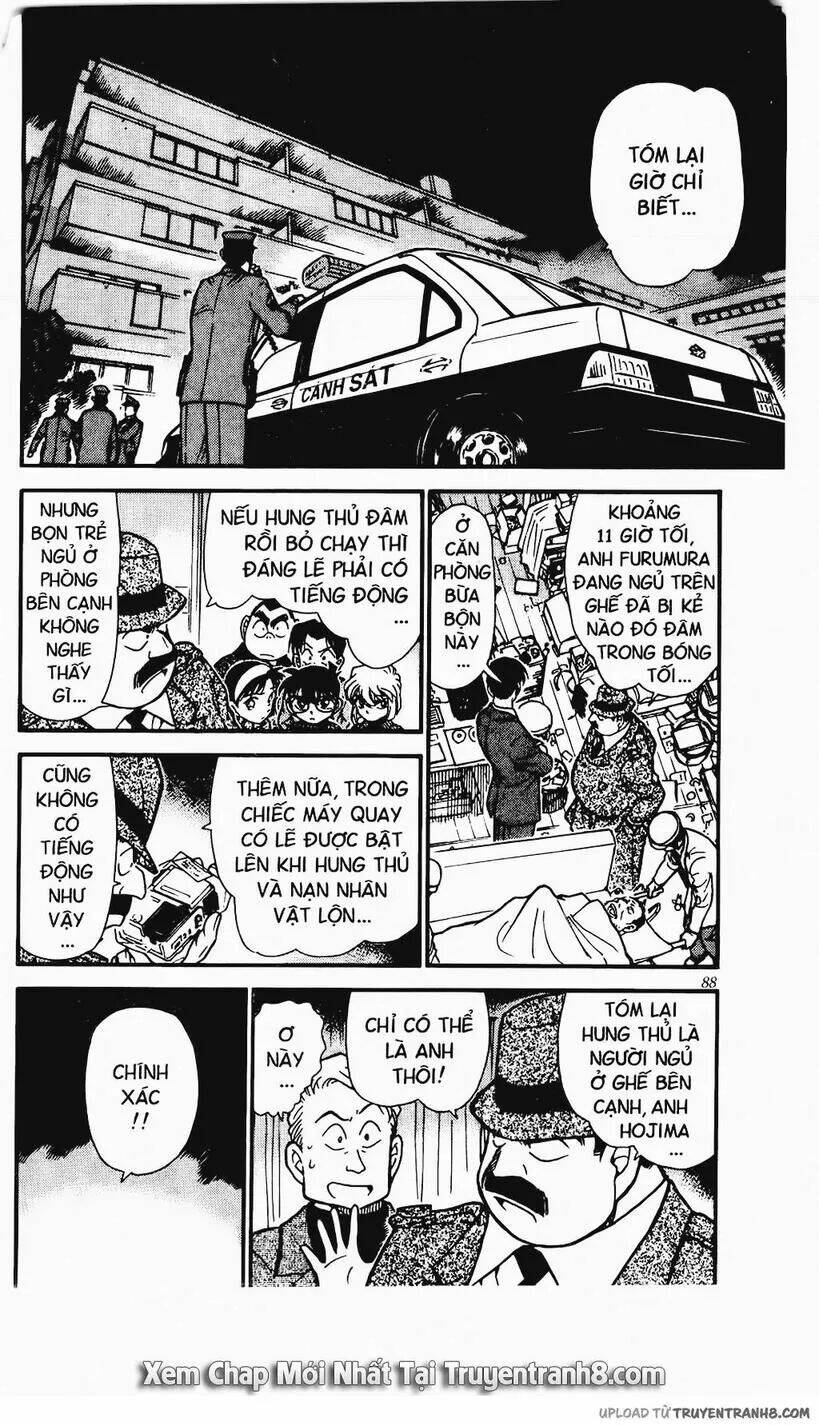 TÓM LẠI
GIỜ CHỈ
BIẾT...
CẢNH SÁT
KHOẢNG
11 GIỜ TỐI,
ANH FURUMURA
ĐANG NGỦ TRÊN
GHẾ ĐÃ BỊ KẺ
NÀO ĐÓ ĐÂM
TRONG BÓNG
TỐI...
Ở
CĂN
PHÒNG
BỪA
BỘN
NÀY...
NẾU HUNG THỦ ĐÂM
RỒI BỎ CHẠY THÌ
ĐÁNG LẼ PHẢI CÓ
TIẾNG ĐỘNG
...
NHƯNG
BỌN TRẺ
NGỦ Ở
PHÒNG
BÊN CẠNH
KHÔNG
NGHE
THẤY
GÌ...
THÊM NỮA, TRONG
CHIẾC MÁY QUAY
CÓ LẼ ĐƯỢC BẬT
LÊN KHI HUNG THỦ
VÀ NẠN NHÂN
VẬT LỘN...
CŨNG
KHÔNG
CÓ
TIẾNG
ĐỘNG
NHƯ
VẬY
...
88
TÓM LẠI
HUNG THỦ LÀ
NGƯỜI NGỦ
Ở GHẾ BÊN
CẠNH, ANH
HOJIMA
...
CHỈ CÓ THỂ
LÀ ANH
THÔI!
Ơ
NÀY
...
CHÍNH
XÁC
!!
Xem Chap Mới Nhất Tại Truyentranh8.com
UPLOAD TỪ TRUYENTRANH8.COM